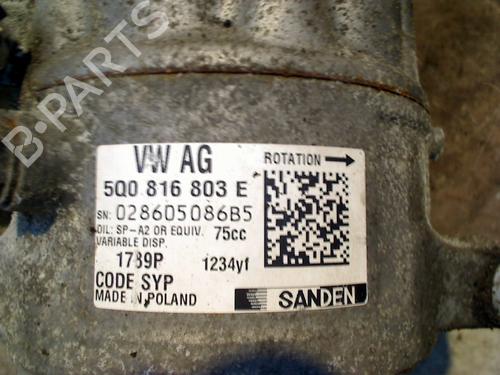 B-PARTS
VW AG
ROTATION
5Q0 816 803 E
SN: 028605086B5
OIL: SP-A2 OR EQUIV. 75cc
VARIABLE DISP.
1789P 1234yf
CODE SYP
MADE IN POLAND
SANDEN